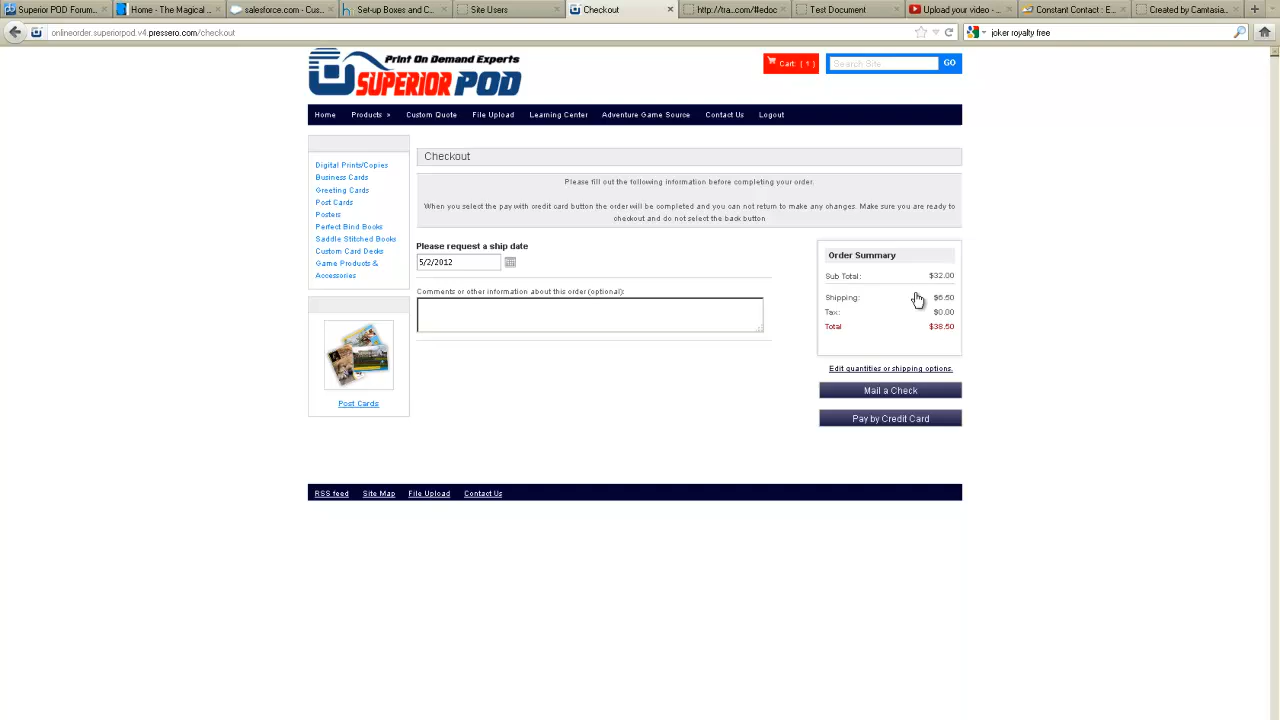 Superior POD Forum...
Home - The Magical ...
salesforce.com - Cus...
Set-up Boxes and C...
Site Users
Checkout
http://tra.com/#edoc
Test Document
Upload your video - ...
Constant Contact : E...
Created by Camtasia...
onlineorder.superiorpod.v4.pressero.com/checkout
joker royalty free
Print On Demand Experts
SUPERIOR POD
Cart: ( 1 )
Search Site
GO
Home
Products >
Custom Quote
File Upload
Learning Center
Adventure Game Source
Contact Us
Logout
Digital Prints/Copies
Business Cards
Greeting Cards
Post Cards
Posters
Perfect Bind Books
Saddle Stitched Books
Custom Card Decks
Game Products &
Accessories
Post Cards
Checkout
Please fill out the following information before completing your order.
When you select the pay with credit card button the order will be completed and you can not return to make any changes. Make sure you are ready to
checkout and do not select the back button
Please request a ship date
5/2/2012
Comments or other information about this order (optional):
Order Summary
Sub Total: $32.00
Shipping: $6.50
Tax: $0.00
Total $38.50
Edit quantities or shipping options.
Mail a Check
Pay by Credit Card
RSS feed
Site Map
File Upload
Contact Us